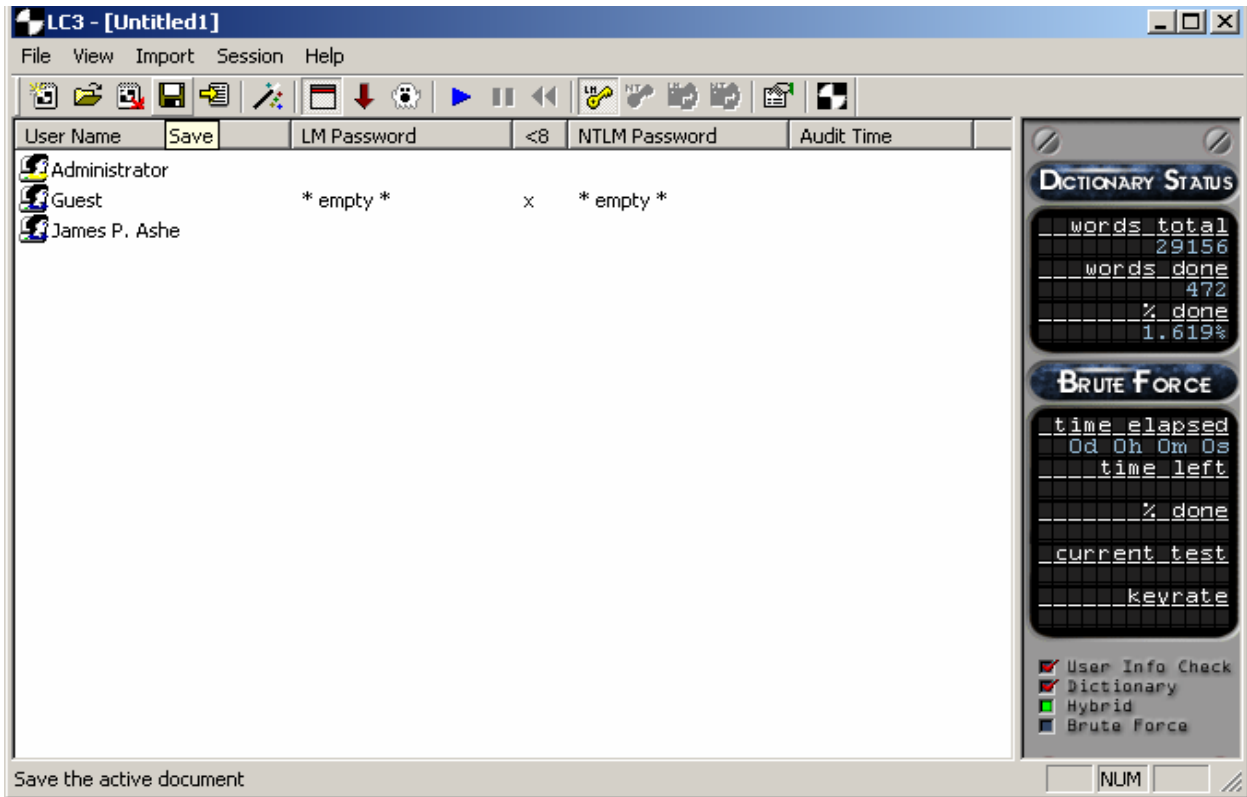 LC3 - [Untitled1]
File View Import Session Help
LM NT
User Name Save LM Password <8 NTLM Password Audit Time
Administrator
Guest * empty * x * empty *
James P. Ashe
DICTIONARY STATUS
words total
29156
words done
472
% done
1.619%
BRUTE FORCE
time elapsed
0d 0h 0m 0s
time left
% done
current test
keyrate
User Info Check
Dictionary
Hybrid
Brute Force
Save the active document NUM